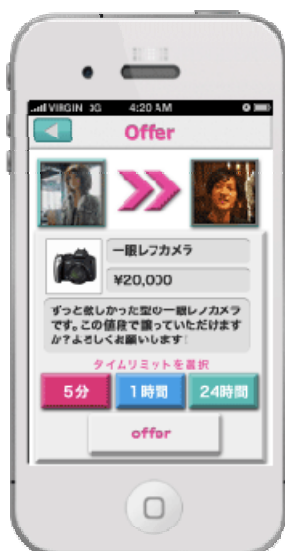 VIRGIN 3G 4:20 AM
Offer
一眼レフカメラ
¥20,000
ずっと欲しかった型の一眼レフカメラ
です。この値段で譲っていただけます
か？よろしくお願いします！
タイムリミットを選択
5分 1時間 24時間
offer